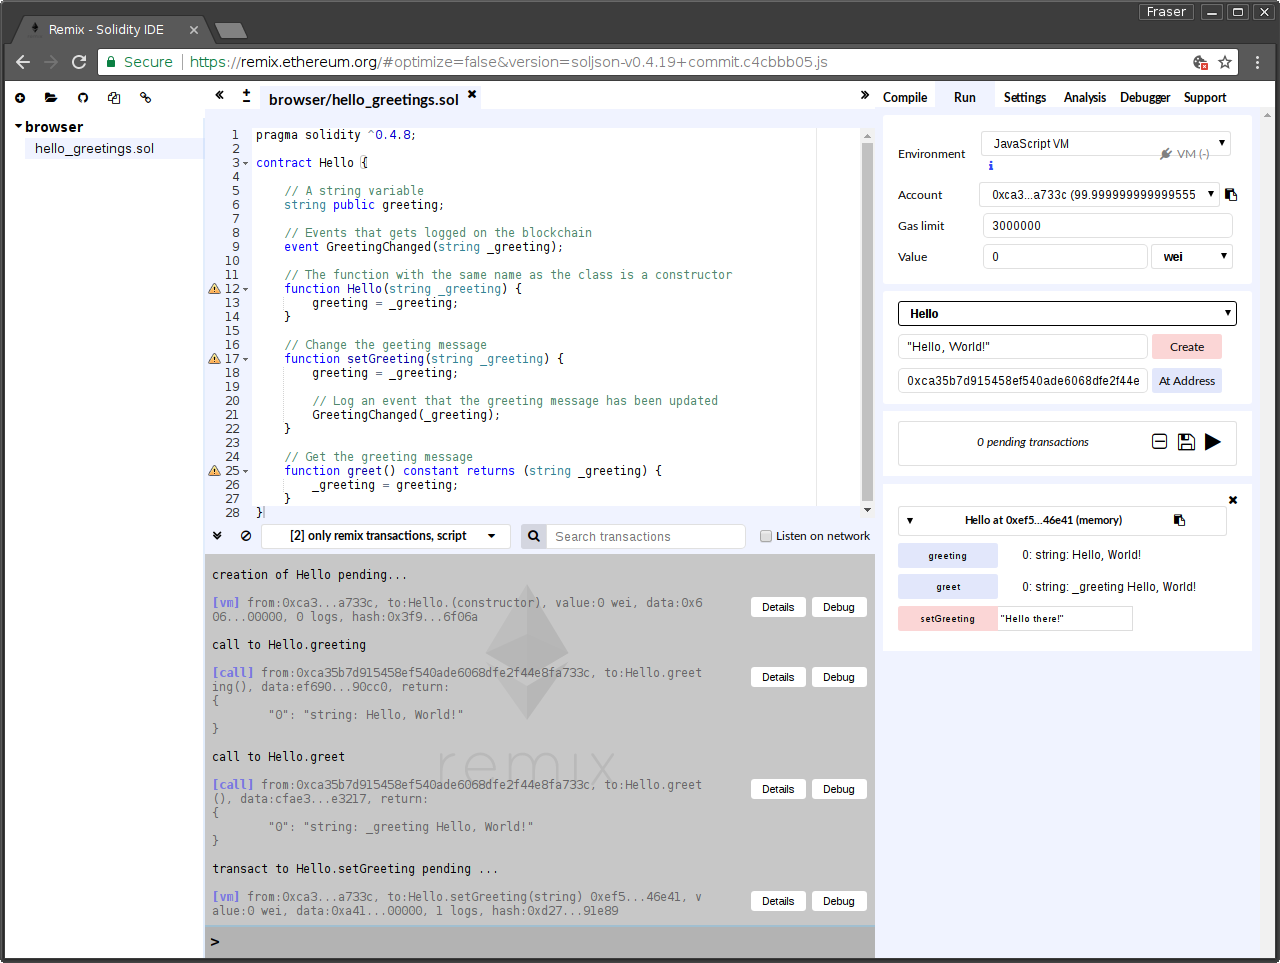 Fraser
Remix - Solidity IDE
Secure https://remix.ethereum.org/#optimize=false&version=soljson-v0.4.19+commit.c4cbbb05.js
browser
hello_greetings.sol
browser/hello_greetings.sol
1 pragma solidity ^0.4.8;
2
3 contract Hello {
4
5 // A string variable
6 string public greeting;
7
8 // Events that gets logged on the blockchain
9 event GreetingChanged(string _greeting);
10
11 // The function with the same name as the class is a constructor
12 function Hello(string _greeting) {
13 greeting = _greeting;
14 }
15
16 // Change the geeting message
17 function setGreeting(string _greeting) {
18 greeting = _greeting;
19
20 // Log an event that the greeting message has been updated
21 GreetingChanged(_greeting);
22 }
23
24 // Get the greeting message
25 function greet() constant returns (string _greeting) {
26 _greeting = greeting;
27 }
28 }
[2] only remix transactions, script
Search transactions
Listen on network
creation of Hello pending...
[vm] from:0xca3...a733c, to:Hello.(constructor), value:0 wei, data:0x6
06...00000, 0 logs, hash:0x3f9...6f06a
Details Debug
call to Hello.greeting
[call] from:0xca35b7d915458ef540ade6068dfe2f44e8fa733c, to:Hello.greet
ing(), data:ef690...90cc0, return:
{
"0": "string: Hello, World!"
}
Details Debug
call to Hello.greet
[call] from:0xca35b7d915458ef540ade6068dfe2f44e8fa733c, to:Hello.greet
(), data:cfae3...e3217, return:
{
"0": "string: _greeting Hello, World!"
}
Details Debug
transact to Hello.setGreeting pending ...
[vm] from:0xca3...a733c, to:Hello.setGreeting(string) 0xef5...46e41, v
alue:0 wei, data:0xa41...00000, 1 logs, hash:0xd27...91e89
Details Debug
remix
>
Compile Run Settings Analysis Debugger Support
Environment JavaScript VM
VM (-)
Account 0xca3...a733c (99.999999999999555
Gas limit 3000000
Value 0 wei
Hello
"Hello, World!" Create
0xca35b7d915458ef540ade6068dfe2f44e At Address
0 pending transactions
Hello at 0xef5...46e41 (memory)
greeting 0: string: Hello, World!
greet 0: string: _greeting Hello, World!
setGreeting "Hello there!"